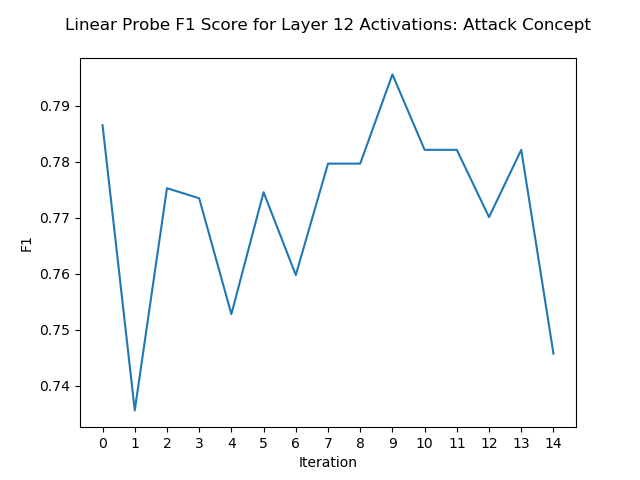 Linear Probe F1 Score for Layer 12 Activations: Attack Concept
0.79
0.78
0.77
0.76
0.75
0.74
F1
0 1 2 3 4 5 6 7 8 9 10 11 12 13 14
Iteration